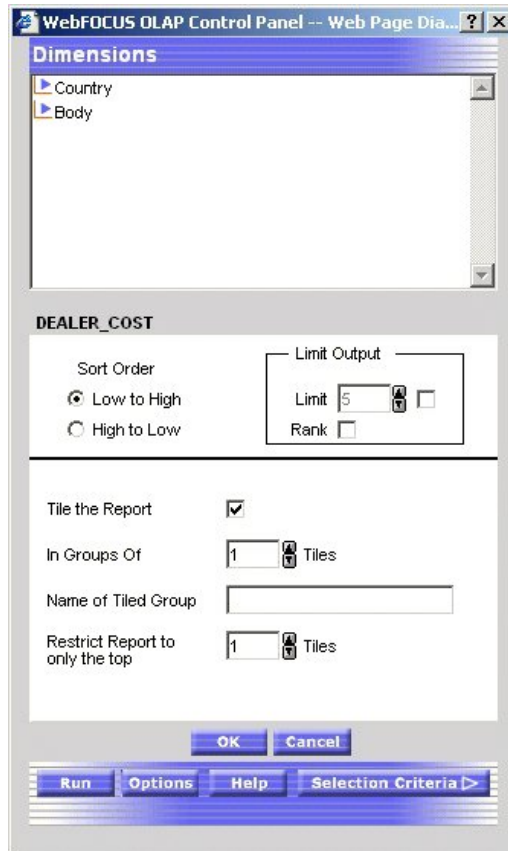 WebFOCUS OLAP Control Panel -- Web Page Dia... ? X
Dimensions
Country
Body
DEALER_COST
Sort Order
Low to High
High to Low
Limit Output
Limit 5
Rank
Tile the Report
In Groups Of 1 Tiles
Name of Tiled Group
Restrict Report to
only the top 1 Tiles
OK Cancel
Run Options Help Selection Criteria